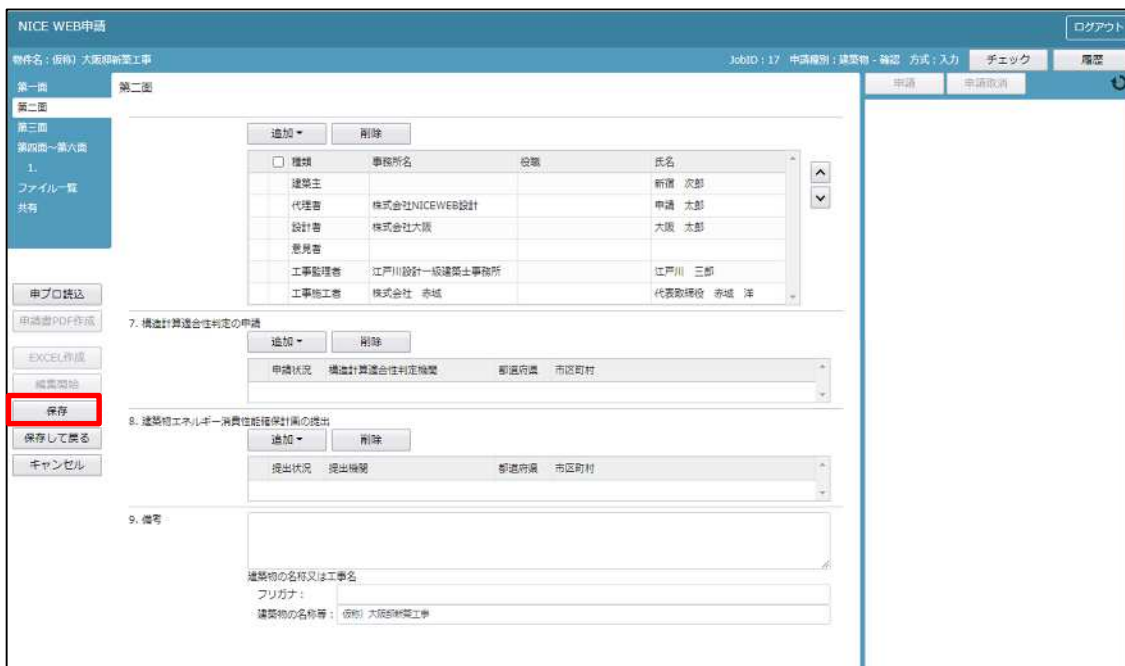 NICE WEB申請
ログアウト
物件名：仮称）大阪邸新築工事
JobID：17 申請種別：建築物 - 確認 方式：入力
チェック
履歴
第一面
第二面
第三面
第四面～第六面
1.
ファイル一覧
共有
第二面
申請
申請取消
追加
削除
種類 事務所名 役職 氏名
建築主 新宿 次郎
代理者 株式会社NICEWEB設計 申請 太郎
設計者 株式会社大阪 大阪 太郎
意見者
工事監理者 江戸川設計一級建築士事務所 江戸川 三郎
工事施工者 株式会社 赤城 代表取締役 赤城 洋
申プロ読込
申請書PDF作成
EXCEL作成
編集開始
保存
保存して戻る
キャンセル
7. 構造計算適合性判定の申請
追加
削除
申請状況 構造計算適合性判定機関 都道府県 市区町村
8. 建築物エネルギー消費性能確保計画の提出
追加
削除
提出状況 提出機関 都道府県 市区町村
9. 備考
建築物の名称又は工事名
フリガナ：
建築物の名称等： 仮称）大阪邸新築工事